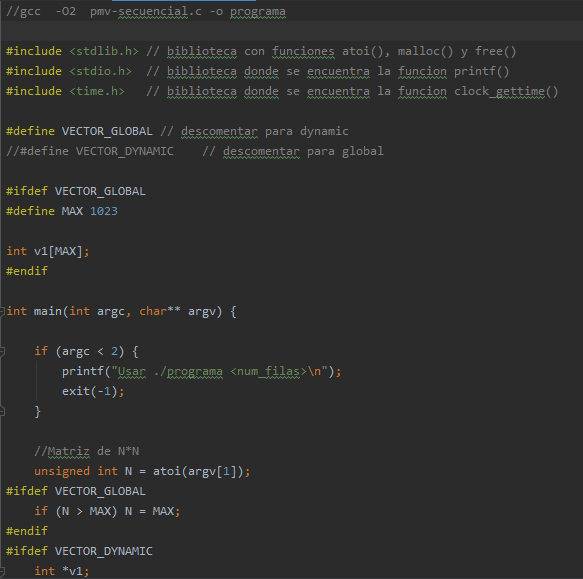 //gcc  -O2  pmv-secuencial.c -o programa
#include <stdlib.h> // biblioteca con funciones atoi(), malloc() y free()
#include <stdio.h>  // biblioteca donde se encuentra la funcion printf()
#include <time.h>   // biblioteca donde se encuentra la funcion clock_gettime()
#define VECTOR_GLOBAL // descomentar para dynamic
//#define VECTOR_DYNAMIC    // descomentar para global
#ifdef VECTOR_GLOBAL
#define MAX 1023
int v1[MAX];
#endif
int main(int argc, char** argv) {
    if (argc < 2) {
        printf("Usar ./programa <num_filas>\n");
        exit(-1);
    }
    //Matriz de N*N
    unsigned int N = atoi(argv[1]);
#ifdef VECTOR_GLOBAL
    if (N > MAX) N = MAX;
#endif
#ifdef VECTOR_DYNAMIC
    int *v1;